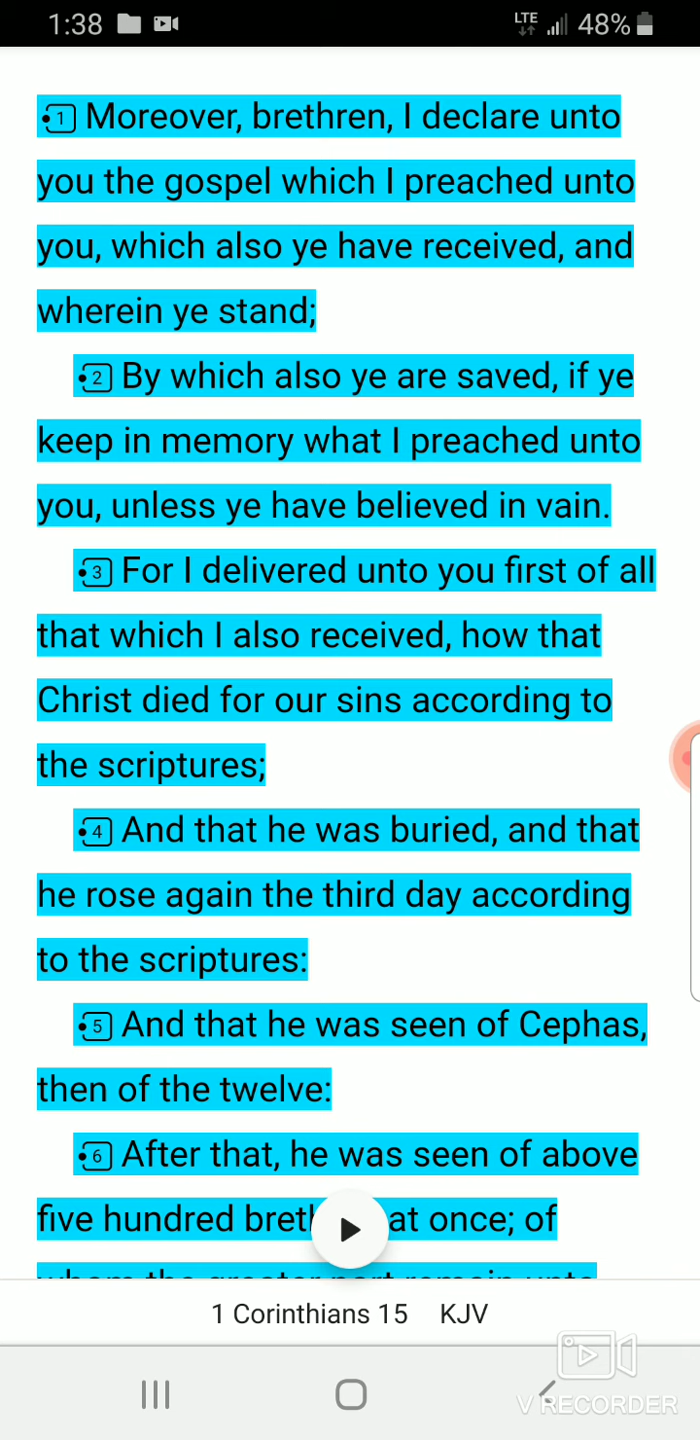 1:38 LTE 48%
1 Moreover, brethren, I declare unto
you the gospel which I preached unto
you, which also ye have received, and
wherein ye stand;
2 By which also ye are saved, if ye
keep in memory what I preached unto
you, unless ye have believed in vain.
3 For I delivered unto you first of all
that which I also received, how that
Christ died for our sins according to
the scriptures;
4 And that he was buried, and that
he rose again the third day according
to the scriptures:
5 And that he was seen of Cephas,
then of the twelve:
6 After that, he was seen of above
five hundred at once; of
whom the greater part remain unto
1 Corinthians 15 KJV
V RECORDER